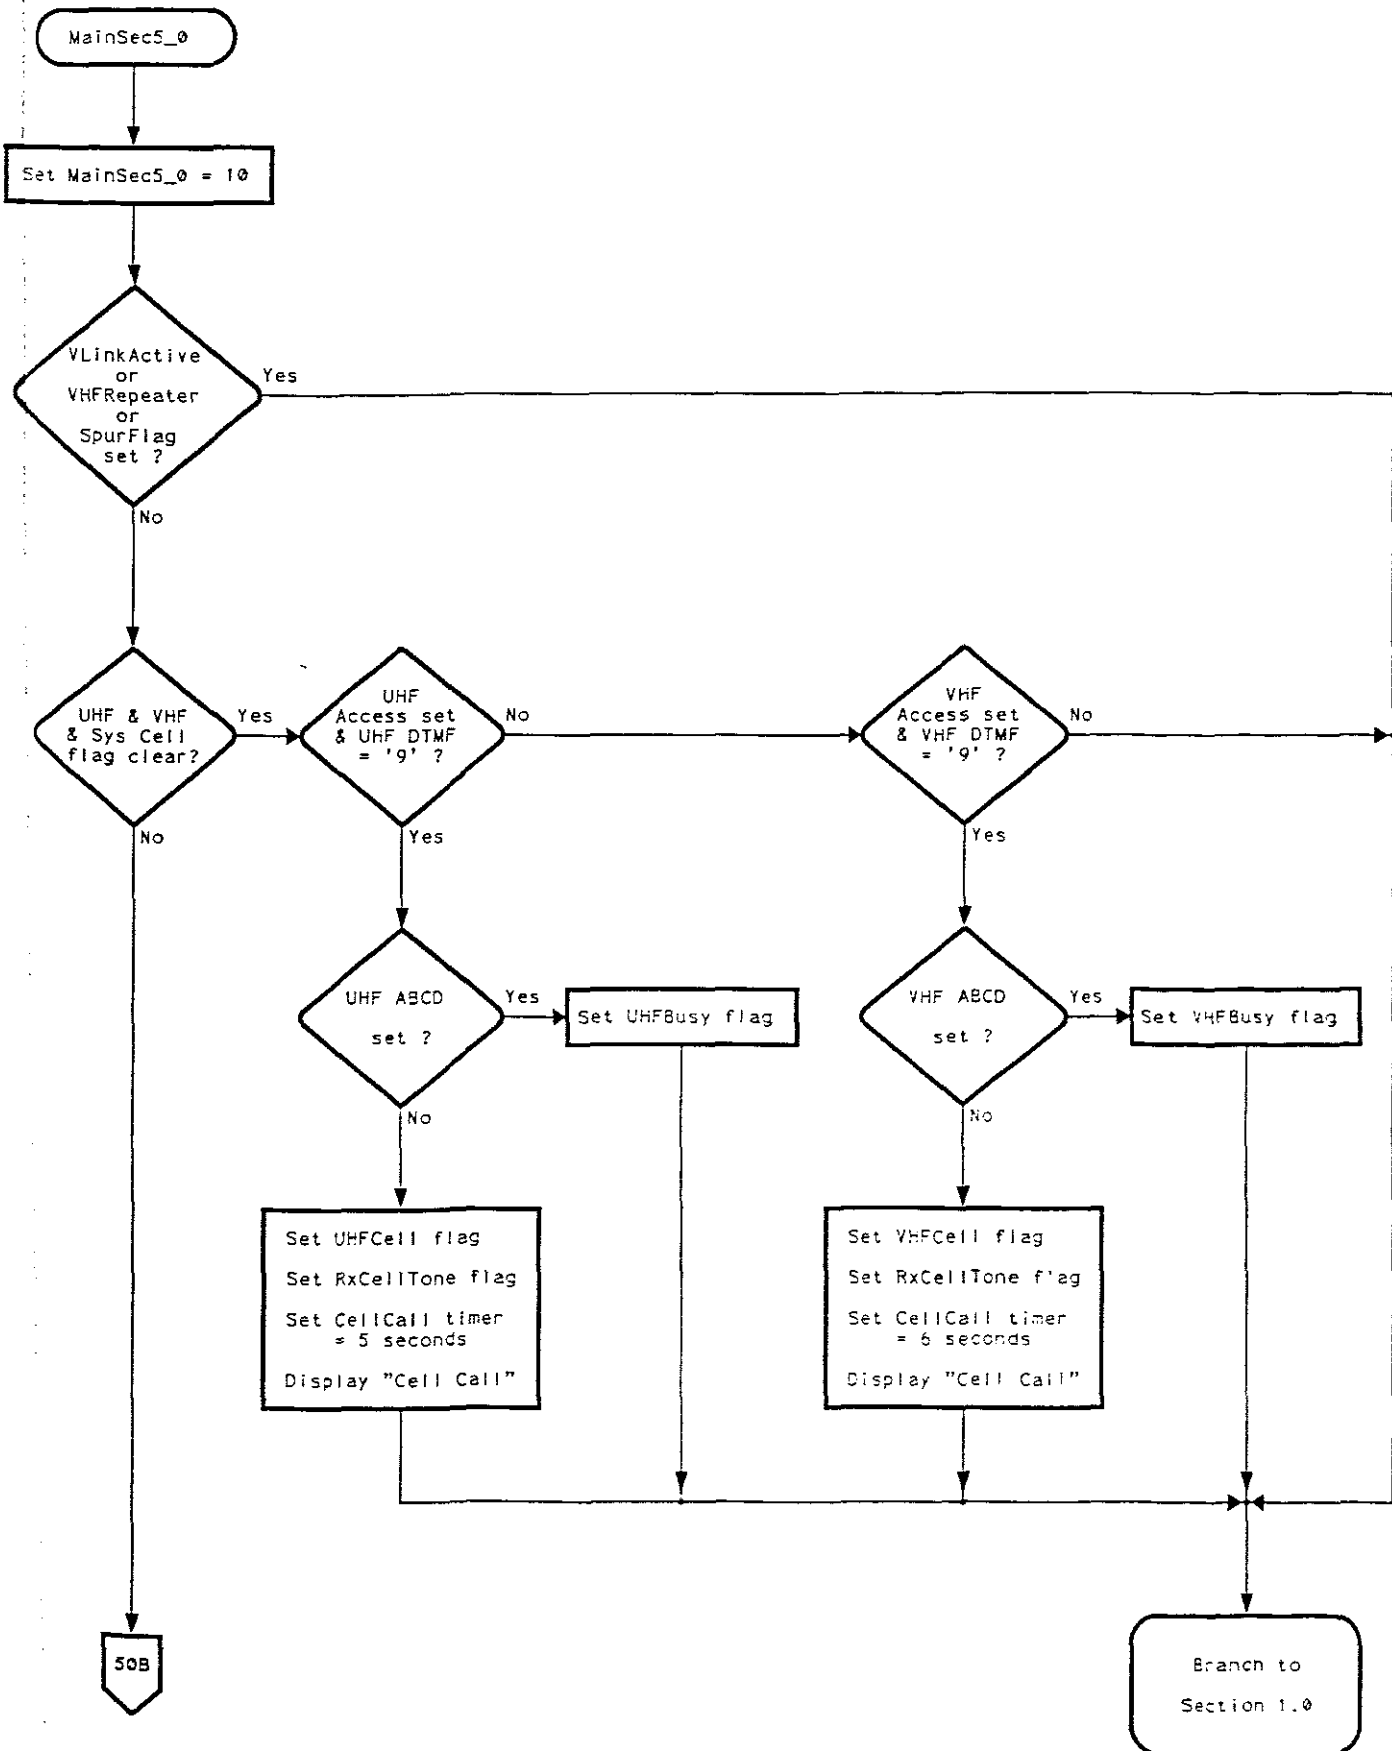 MainSec5_0
Set MainSec5_0 = 10
VLinkActive
or
VHFRepeater
or
SpurFlag
set ?
Yes
No
UHF & VHF
& Sys Cell
flag clear?
Yes
No
UHF
Access set
& UHF DTMF
= '9' ?
No
Yes
VHF
Access set
& VHF DTMF
= '9' ?
No
Yes
UHF ABCD
set ?
Yes
No
Set UHFBusy flag
VHF ABCD
set ?
Yes
No
Set VHFBusy flag
Set UHFCell flag
Set RxCellTone flag
Set CellCall timer
= 5 seconds
Display "Cell Call"
Set VHFCell flag
Set RxCellTone flag
Set CellCall timer
= 6 seconds
Display "Cell Call"
50B
Branch to
Section 1.0